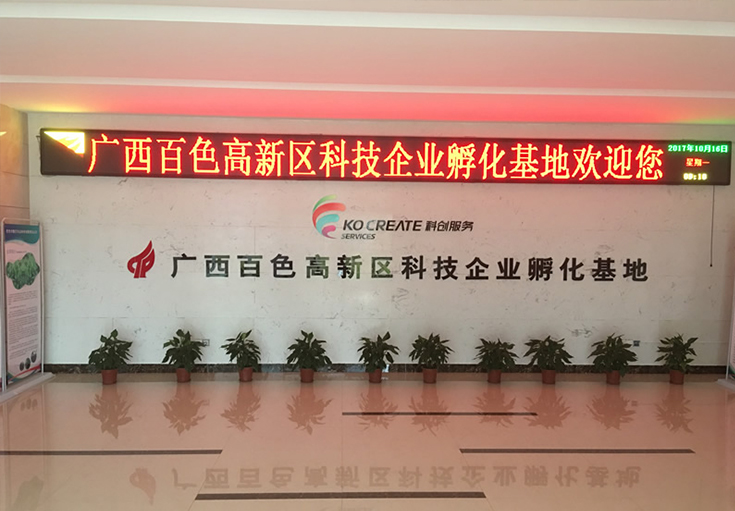 广西百色高新区科技企业孵化基地欢迎您
2017年10月16日
星期一
09:10
KO CREATE 科创服务
SERVICES
广西百色高新区科技企业孵化基地